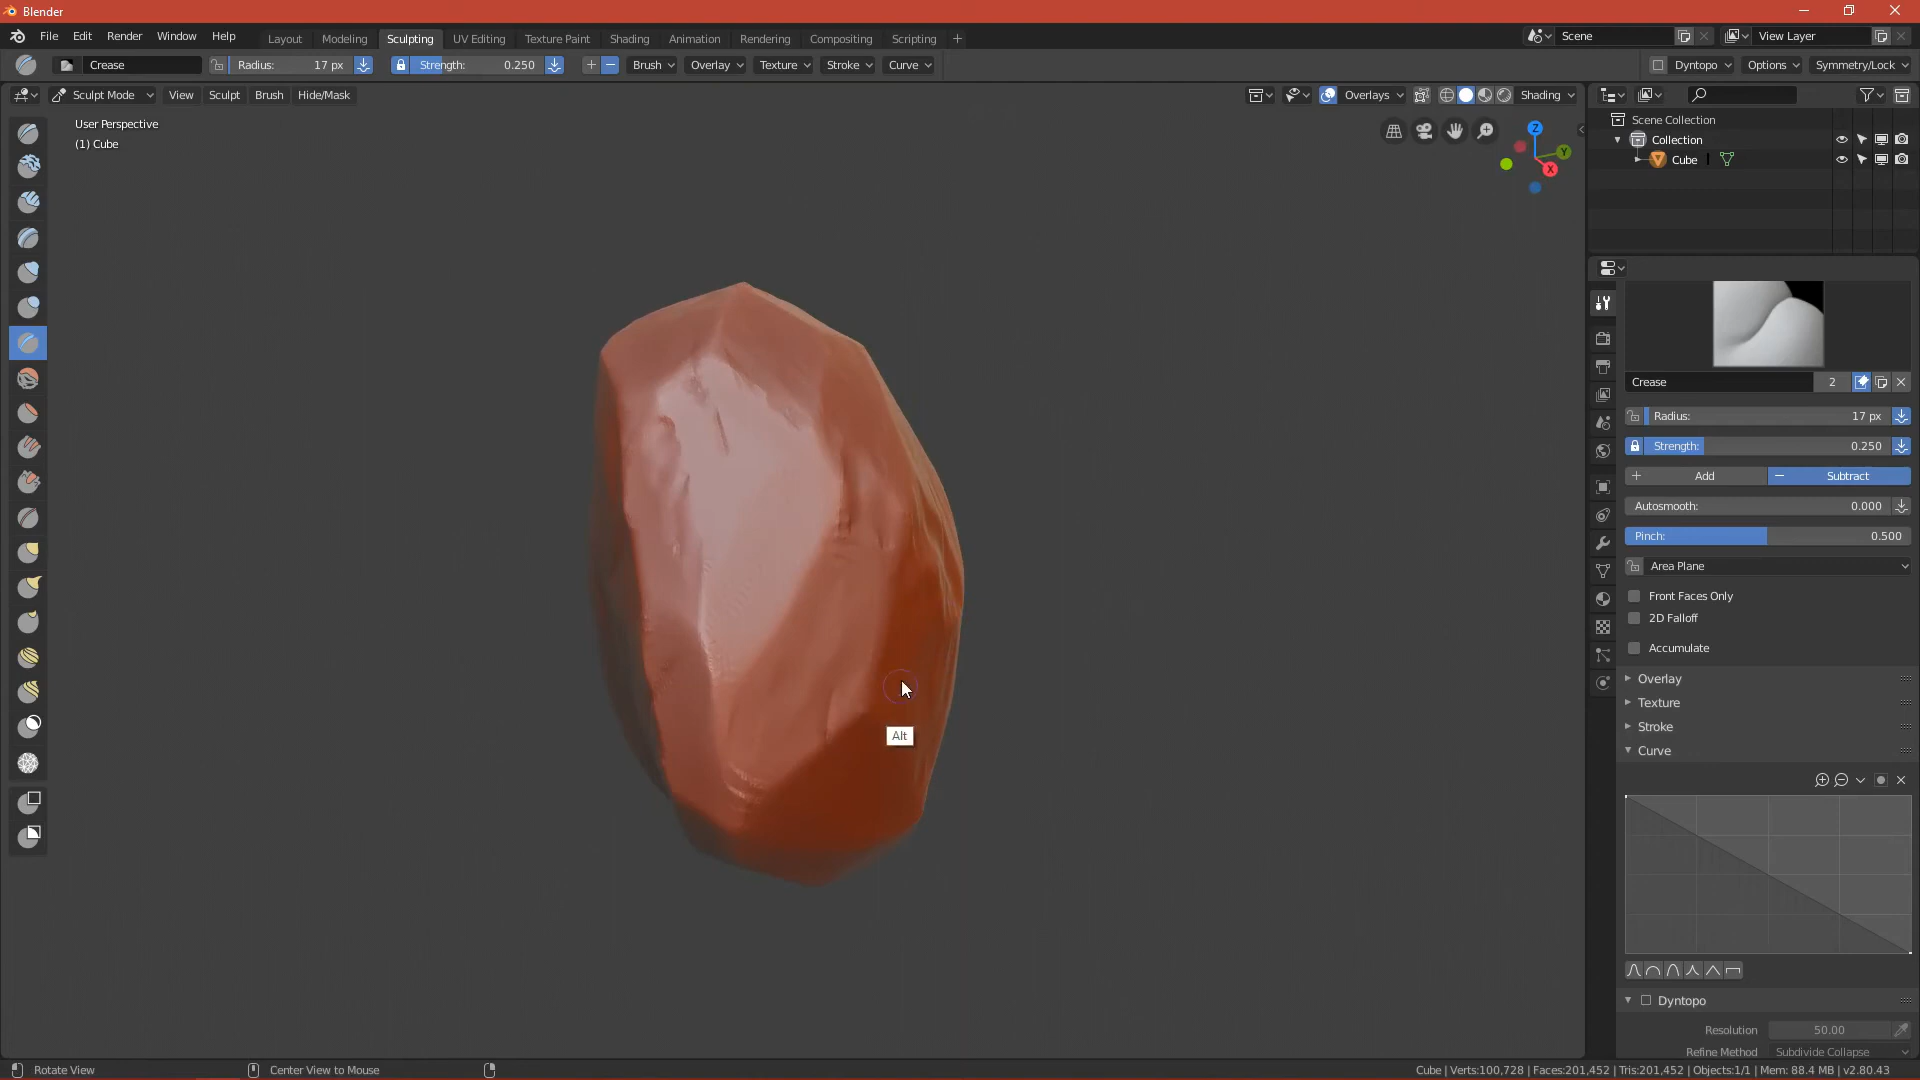 Blender
File Edit Render Window Help Layout Modeling Sculpting UV Editing Texture Paint Shading Animation Rendering Compositing Scripting Scene View Layer
Crease Radius: 17 px Strength: 0.250 Brush Overlay Texture Stroke Curve Dyntopo Options Symmetry/Lock
Sculpt Mode View Sculpt Brush Hide/Mask Overlays Shading
User Perspective
(1) Cube
Z
Y
X
Scene Collection
Collection
Cube
Crease 2
Radius: 17 px
Strength: 0.250
Add Subtract
Autosmooth: 0.000
Pinch: 0.500
Area Plane
Front Faces Only
2D Falloff
Accumulate
Overlay
Texture
Stroke
Curve
Alt
Dyntopo
Resolution 50.00
Refine Method Subdivide Collapse
Rotate View Center View to Mouse Cube | Verts:100,728 | Faces:201,452 | Tris:201,452 | Objects:1/1 | Mem: 88.4 MB | v2.80.43